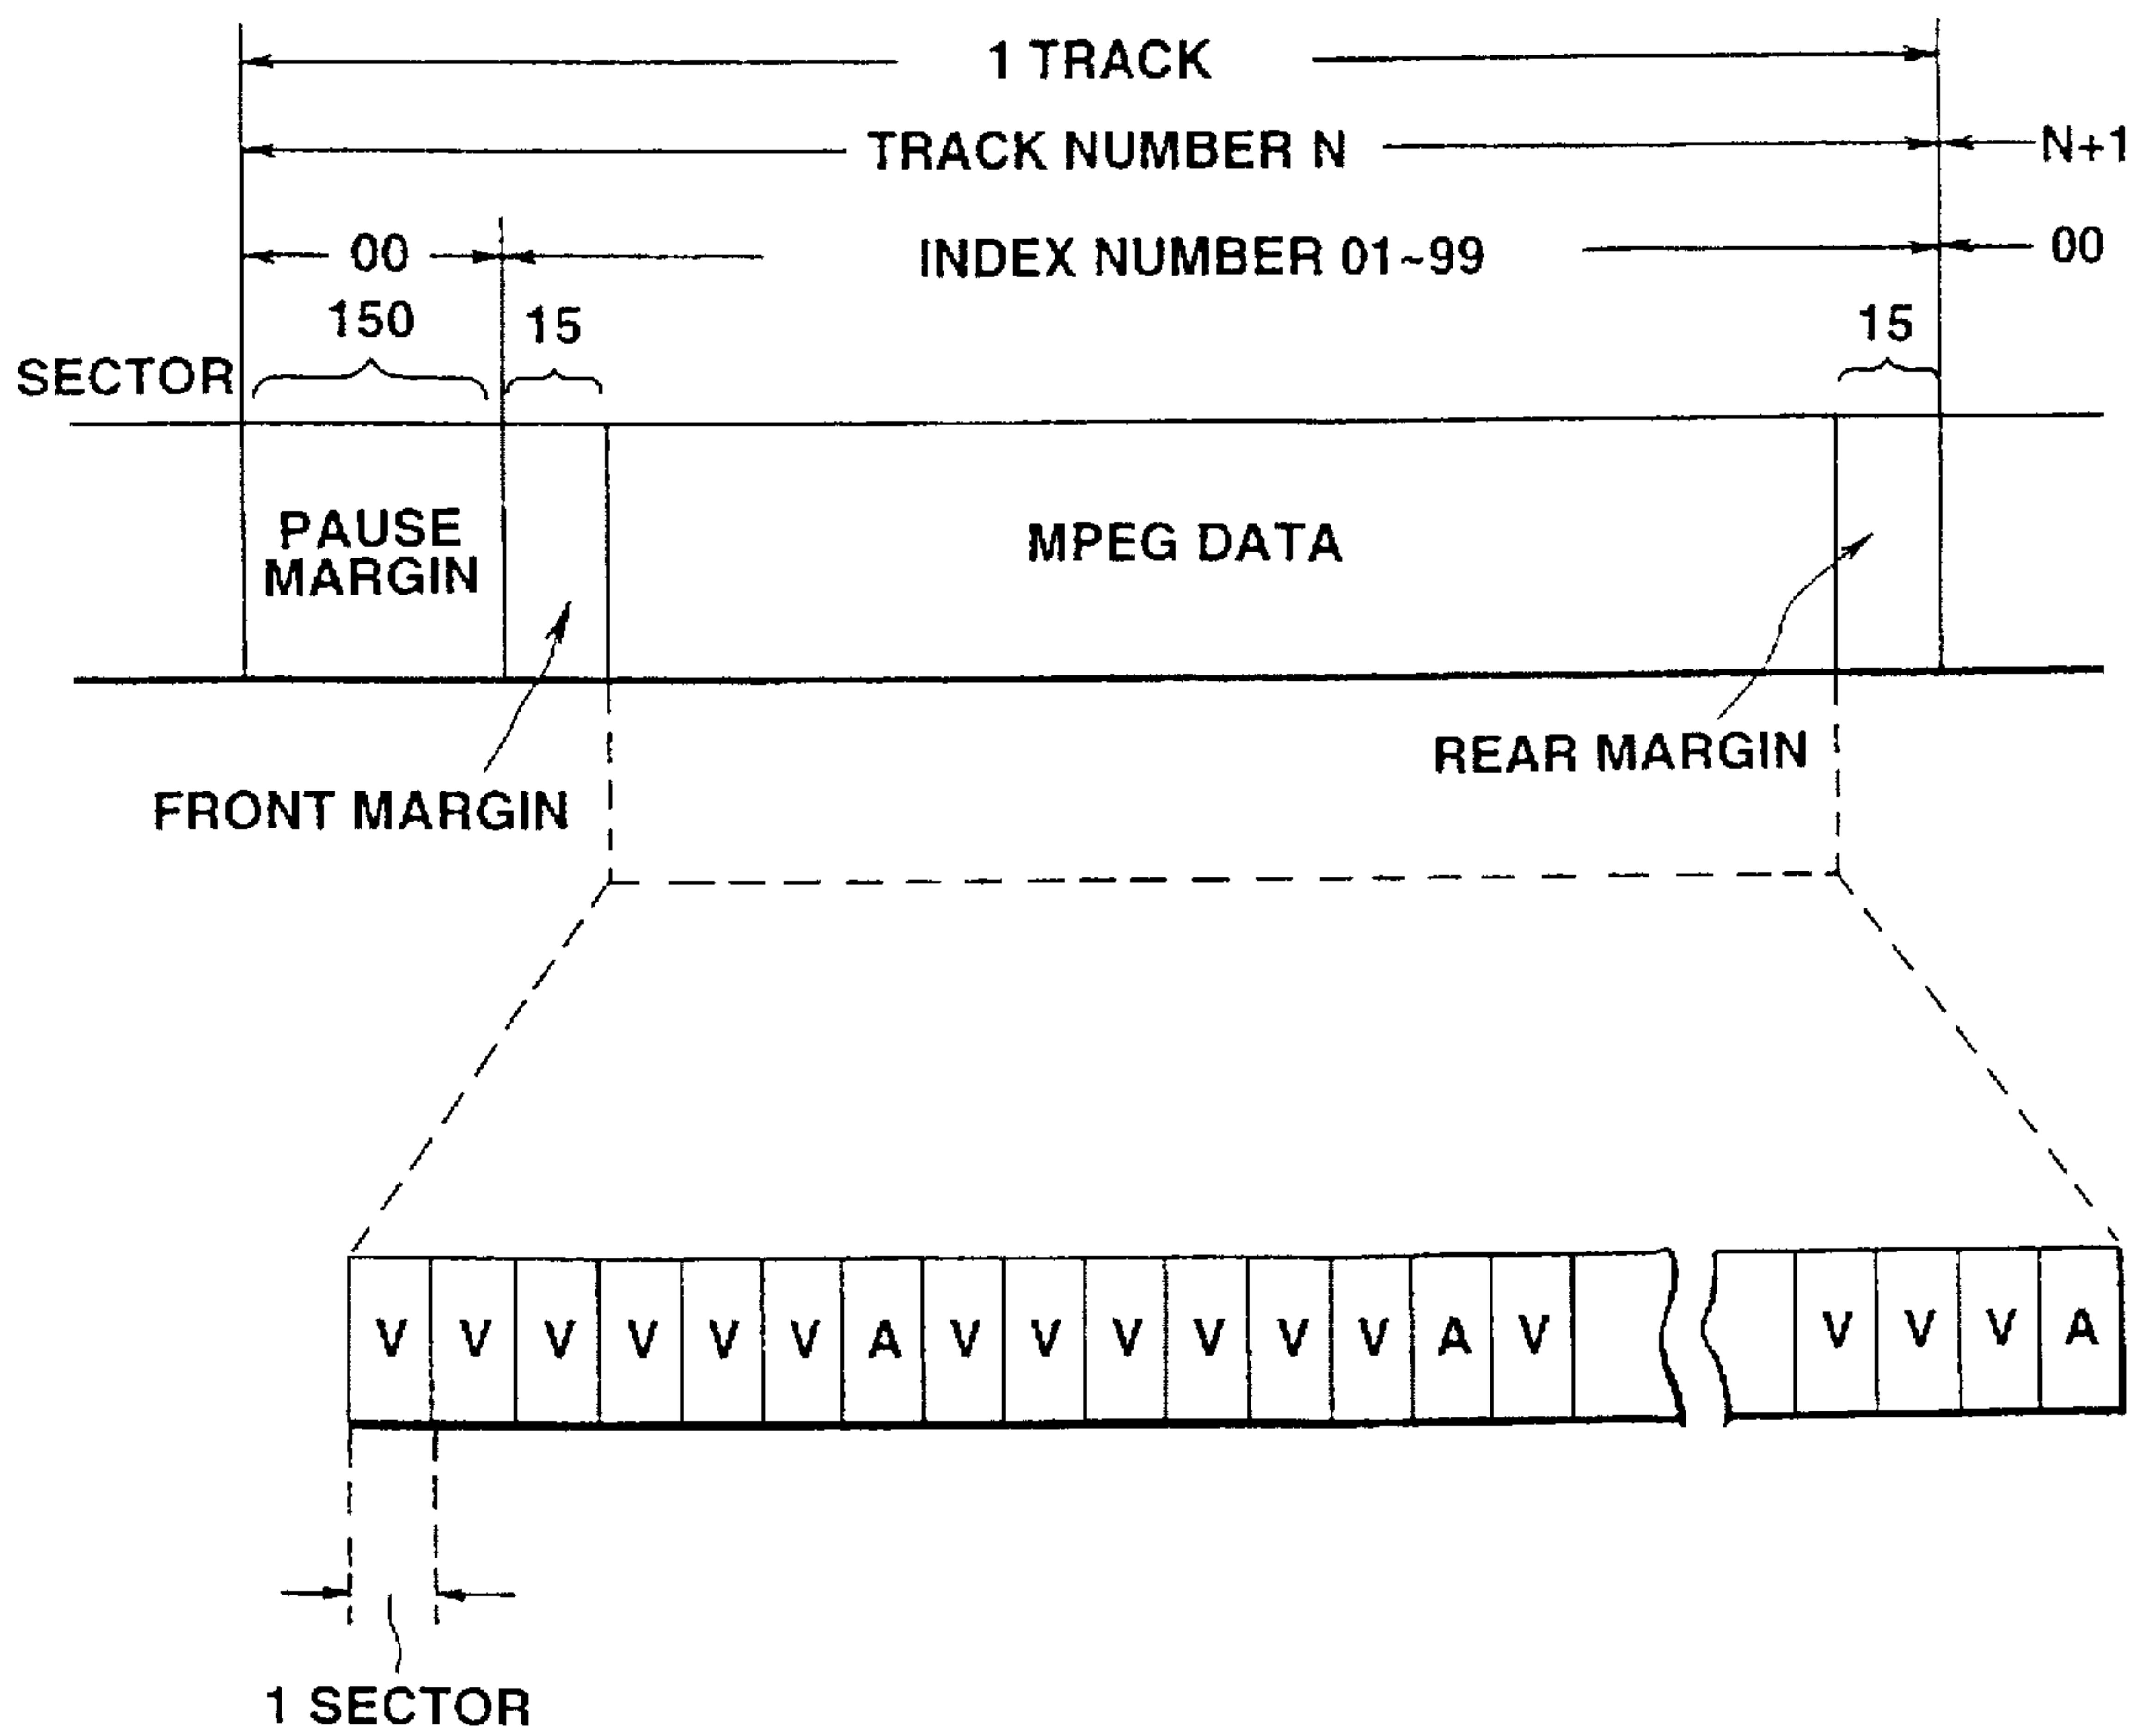 1 TRACK
TRACK NUMBER N
N+1
00
INDEX NUMBER 01~99
00
150
15
15
SECTOR
PAUSE
MARGIN
MPEG DATA
REAR MARGIN
FRONT MARGIN
V V V V V V A V V V V V V A V V V V A
1 SECTOR